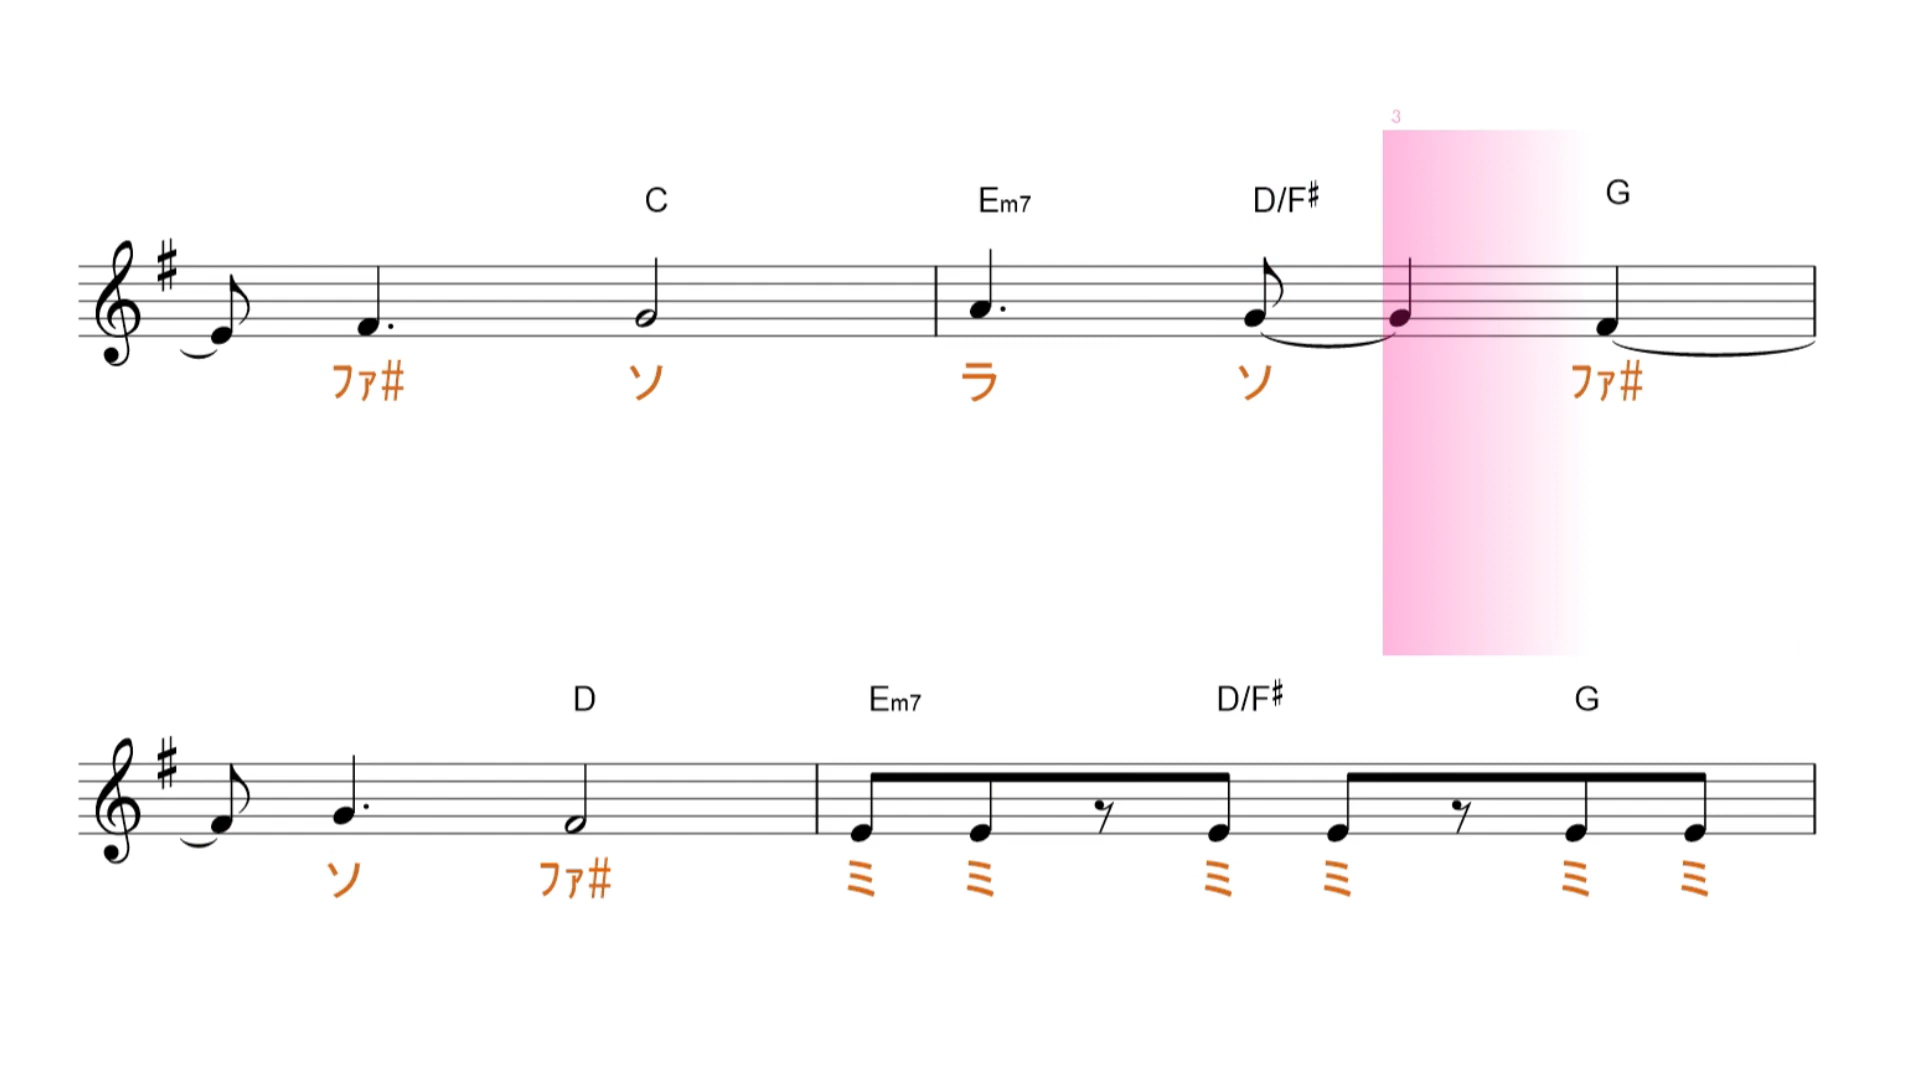 3
C Em7 D/F♯ G
ﾌｧ# ソ ラ ソ ﾌｧ#
D Em7 D/F♯ G
ソ ﾌｧ# ミ ミ ミ ミ ミ ミ